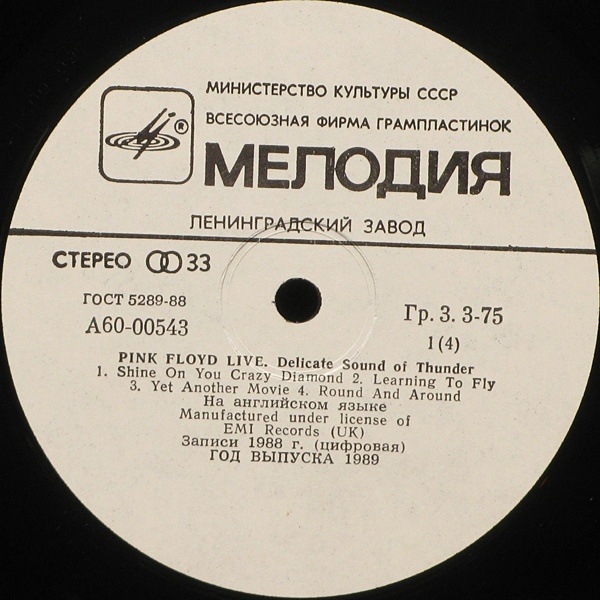 МИНИСТЕРСТВО КУЛЬТУРЫ СССР
ВСЕСОЮЗНАЯ ФИРМА ГРАМПЛАСТИНОК
®
МЕЛОДИЯ
ЛЕНИНГРАДСКИЙ ЗАВОД
СТЕРЕО 33
ГОСТ 5289-88
А60-00543
Гр. 3. 3-75
1 (4)
PINK FLOYD LIVE. Delicate Sound of Thunder
1. Shine On You Crazy Diamond 2. Learning To Fly
3. Yet Another Movie 4. Round And Around
На английском языке
Manufactured under license of
EMI Records (UK)
Записи 1988 г. (цифровая)
ГОД ВЫПУСКА 1989